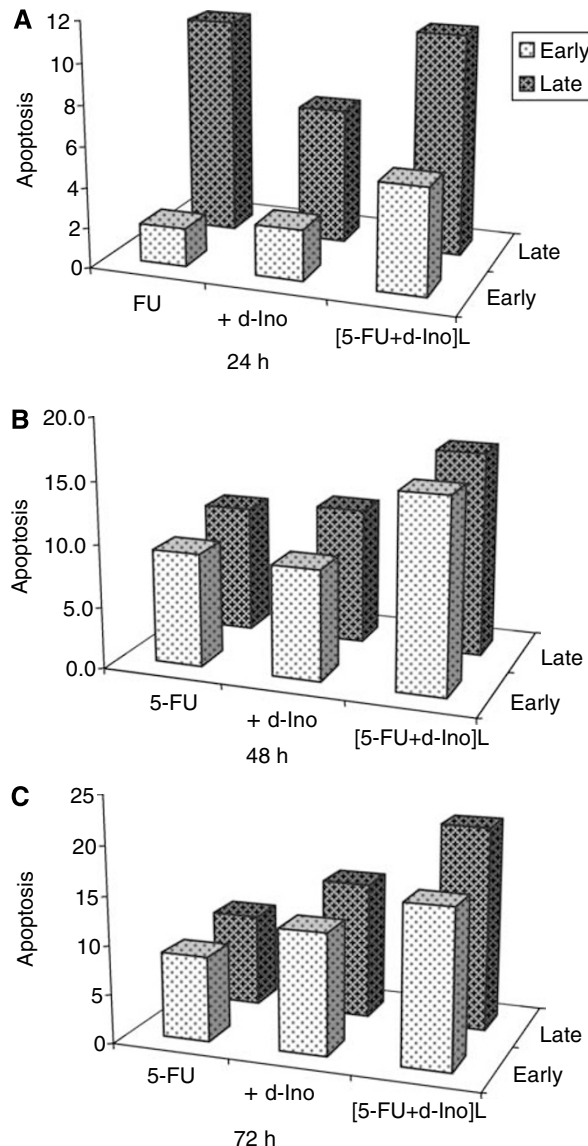 A
12
10
8
6
4
2
0
Apoptosis
Early
Late
Late
Early
FU
+ d-Ino
[5-FU+d-Ino]L
24 h
B
20.0
15.0
10.0
5.0
0.0
Apoptosis
Late
Early
5-FU
+ d-Ino
[5-FU+d-Ino]L
48 h
C
25
20
15
10
5
0
Apoptosis
Late
Early
5-FU
+ d-Ino
[5-FU+d-Ino]L
72 h